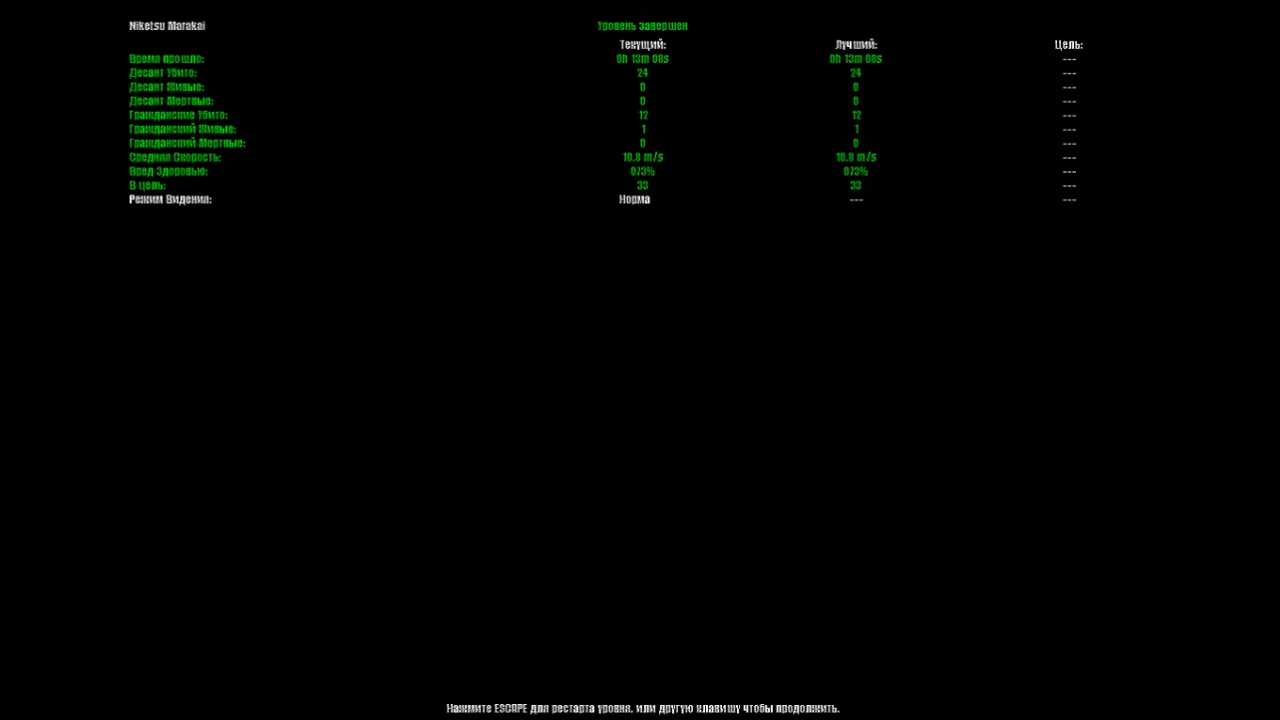 Niketsu Marakai Уровень завершен
Текущий: Лучший: Цель:
Время прошло: 0h 13m 08s 0h 13m 08s ---
Десант Убито: 24 24 ---
Десант Живые: 0 0 ---
Десант Мертвые: 0 0 ---
Гражданские Убито: 12 12 ---
Гражданский Живые: 1 1 ---
Гражданский Мертвые: 0 0 ---
Средняя Скорость: 10.8 m/s 10.8 m/s ---
Вред Здоровью: 073% 073% ---
В цель: 33 33 ---
Режим Видения: Норма --- ---
Нажмите ESCAPE для рестарта уровня, или другую клавишу чтобы продолжить.